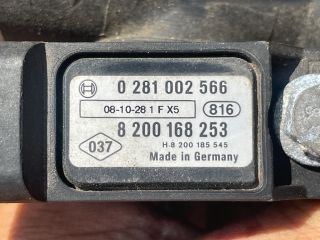 0 281 002 566
08-10-28 1 F X5 816
8 200 168 253
037 H-8 200 185 545
Made in Germany